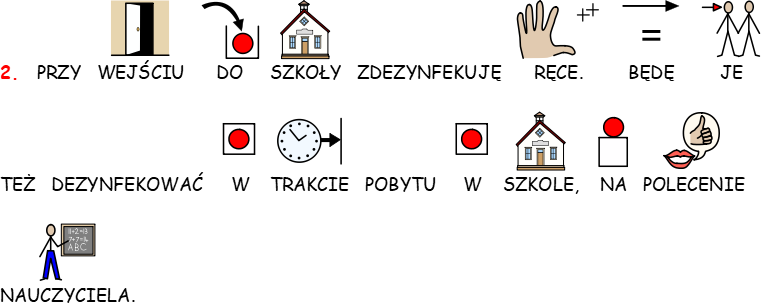 2. PRZY WEJŚCIU DO SZKOŁY ZDEZYNFEKUJĘ RĘCE. BĘDĘ JE
TEŻ DEZYNFEKOWAĆ W TRAKCIE POBYTU W SZKOLE, NA POLECENIE
NAUCZYCIELA.